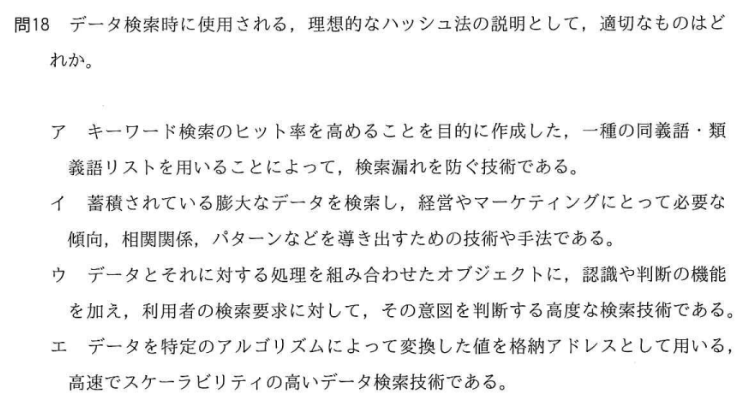 問18 データ検索時に使用される，理想的なハッシュ法の説明として，適切なものはど
れか。
ア キーワード検索のヒット率を高めることを目的に作成した，一種の同義語・類
義語リストを用いることによって，検索漏れを防ぐ技術である。
イ 蓄積されている膨大なデータを検索し，経営やマーケティングにとって必要な
傾向，相関関係，パターンなどを導き出すための技術や手法である。
ウ データとそれに対する処理を組み合わせたオブジェクトに，認識や判断の機能
を加え，利用者の検索要求に対して，その意図を判断する高度な検索技術である。
エ データを特定のアルゴリズムによって変換した値を格納アドレスとして用いる，
高速でスケーラビリティの高いデータ検索技術である。